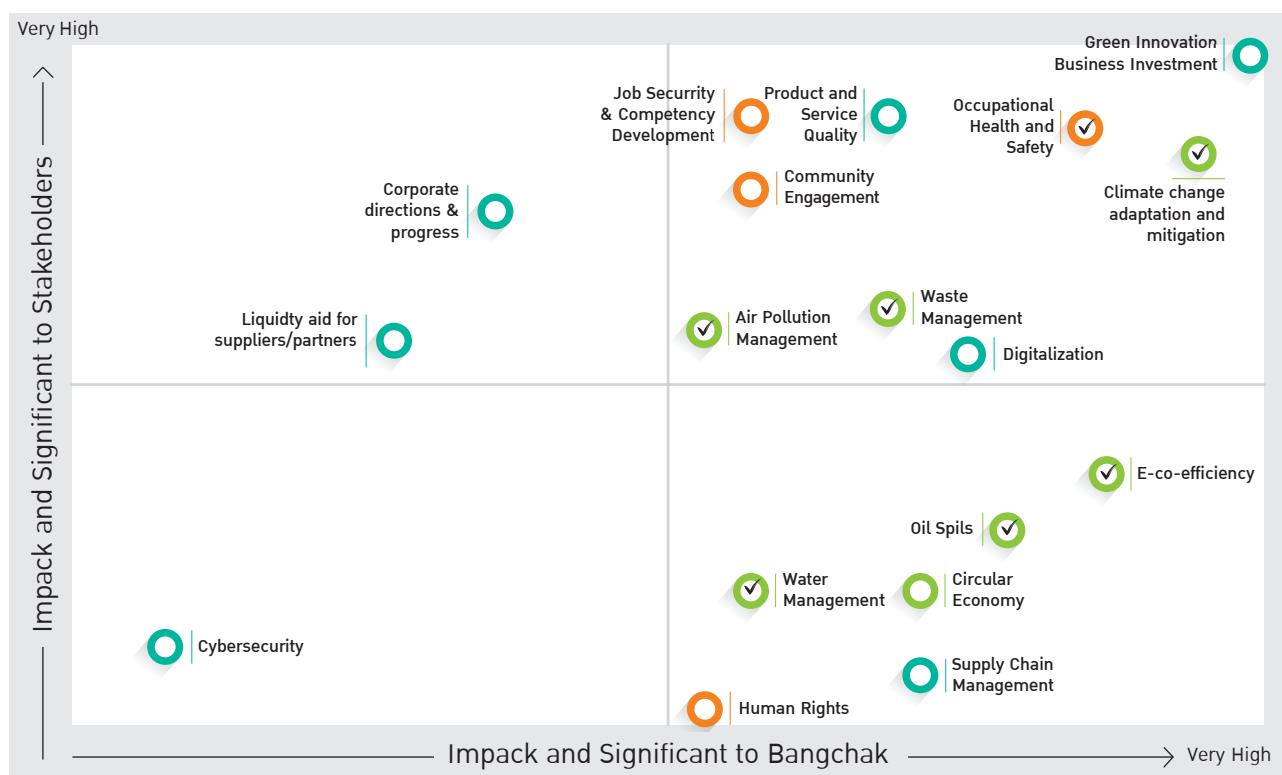 Very High
Green Innovation
Business Investment
Job Securrity
& Competency
Development
Product and
Service
Quality
Occupational
Health and
Safety
Community
Engagement
Climate change
adaptation and
mitigation
Corporate
directions &
progress
Liquidty aid for
suppliers/partners
Air Pollution
Management
Waste
Management
Digitalization
E-co-efficiency
Oil Spils
Water
Management
Circular
Economy
Cybersecurity
Supply Chain
Management
Human Rights
Impack and Significant to Stakeholders
Impack and Significant to Bangchak
Very High